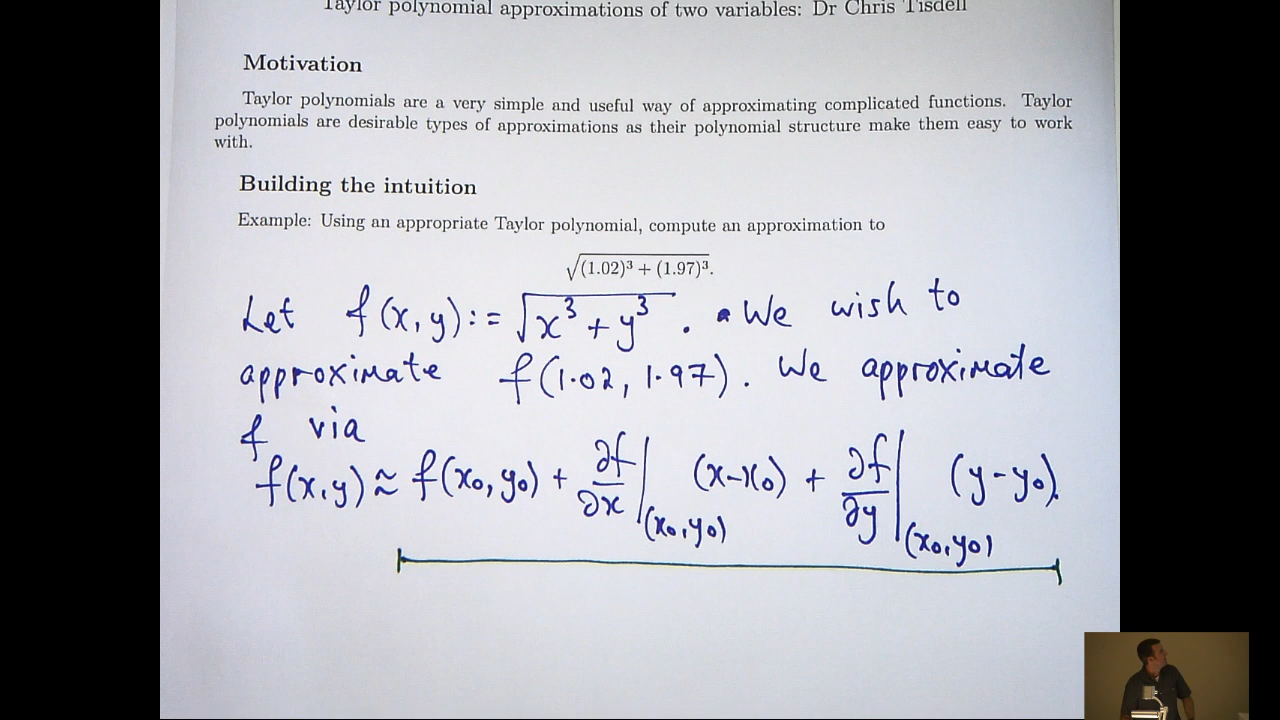 Taylor polynomial approximations of two variables: Dr Chris Tisdell
Motivation
Taylor polynomials are a very simple and useful way of approximating complicated functions. Taylor
polynomials are desirable types of approximations as their polynomial structure make them easy to work
with.
Building the intuition
Example: Using an appropriate Taylor polynomial, compute an approximation to
√((1.02)³ + (1.97)³).
Let f(x,y) := √(x³ + y³). We wish to
approximate f(1.02, 1.97). We approximate
f via
f(x,y) ≈ f(x₀,y₀) + ∂f/∂x |(x₀,y₀) (x-x₀) + ∂f/∂y |(x₀,y₀) (y-y₀).